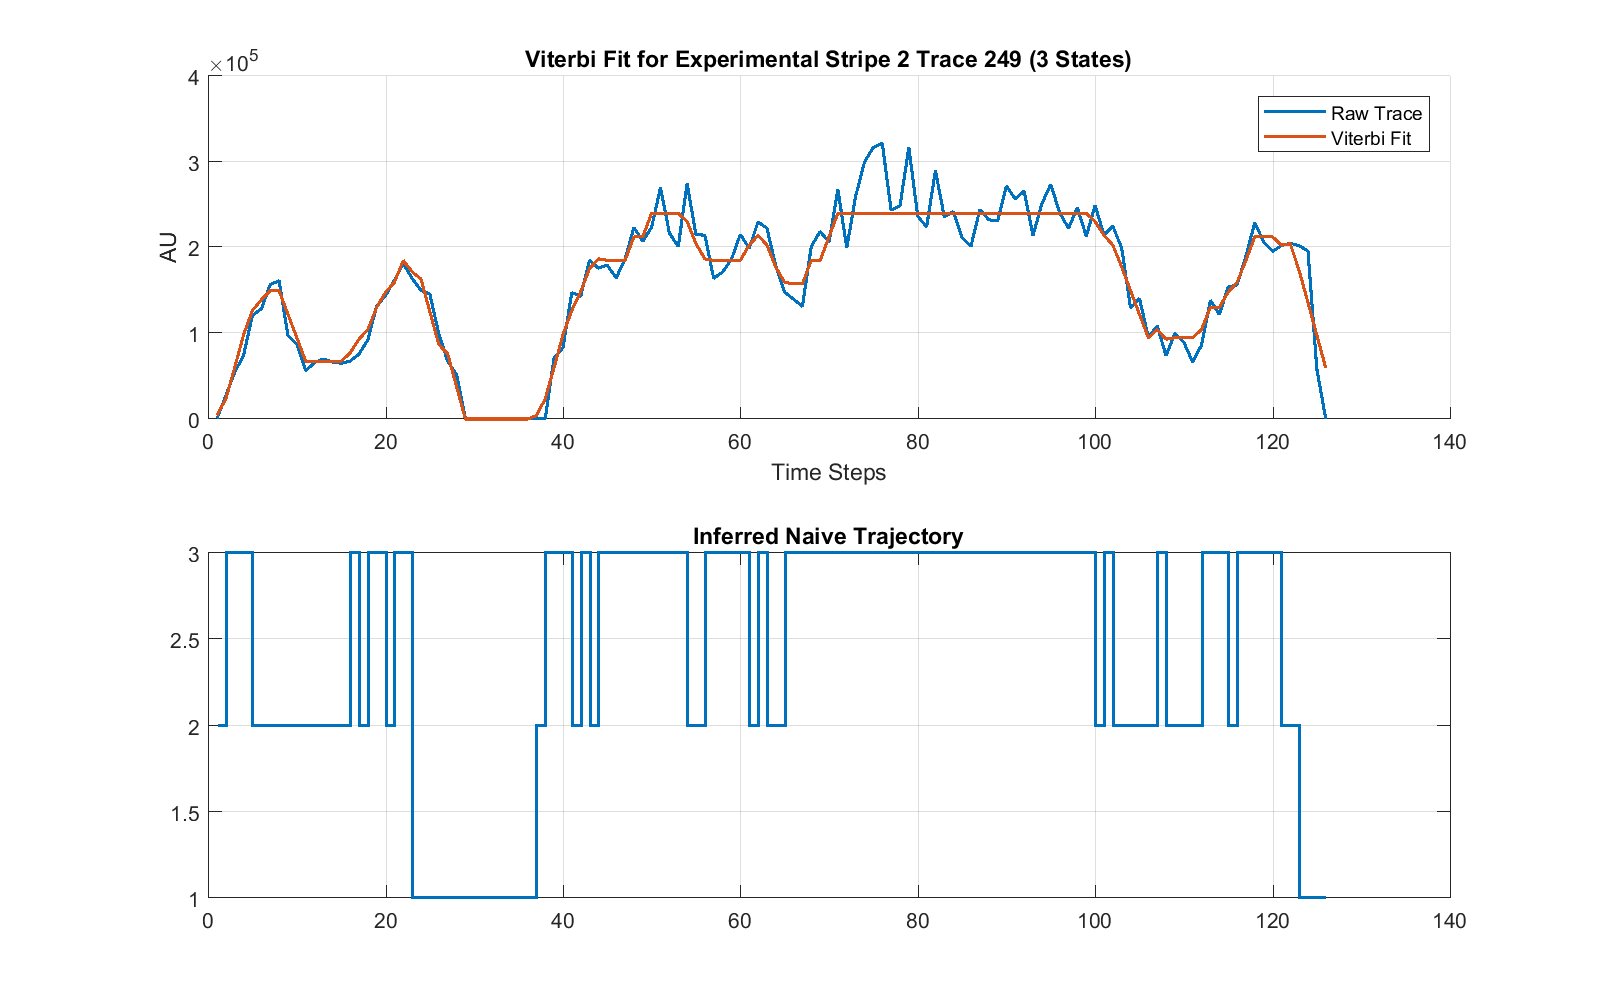 Viterbi Fit for Experimental Stripe 2 Trace 249 (3 States)
×10^5
4
3
2
1
0
AU
Raw Trace
Viterbi Fit
0 20 40 60 80 100 120 140
Time Steps
Inferred Naive Trajectory
3
2.5
2
1.5
1
0 20 40 60 80 100 120 140